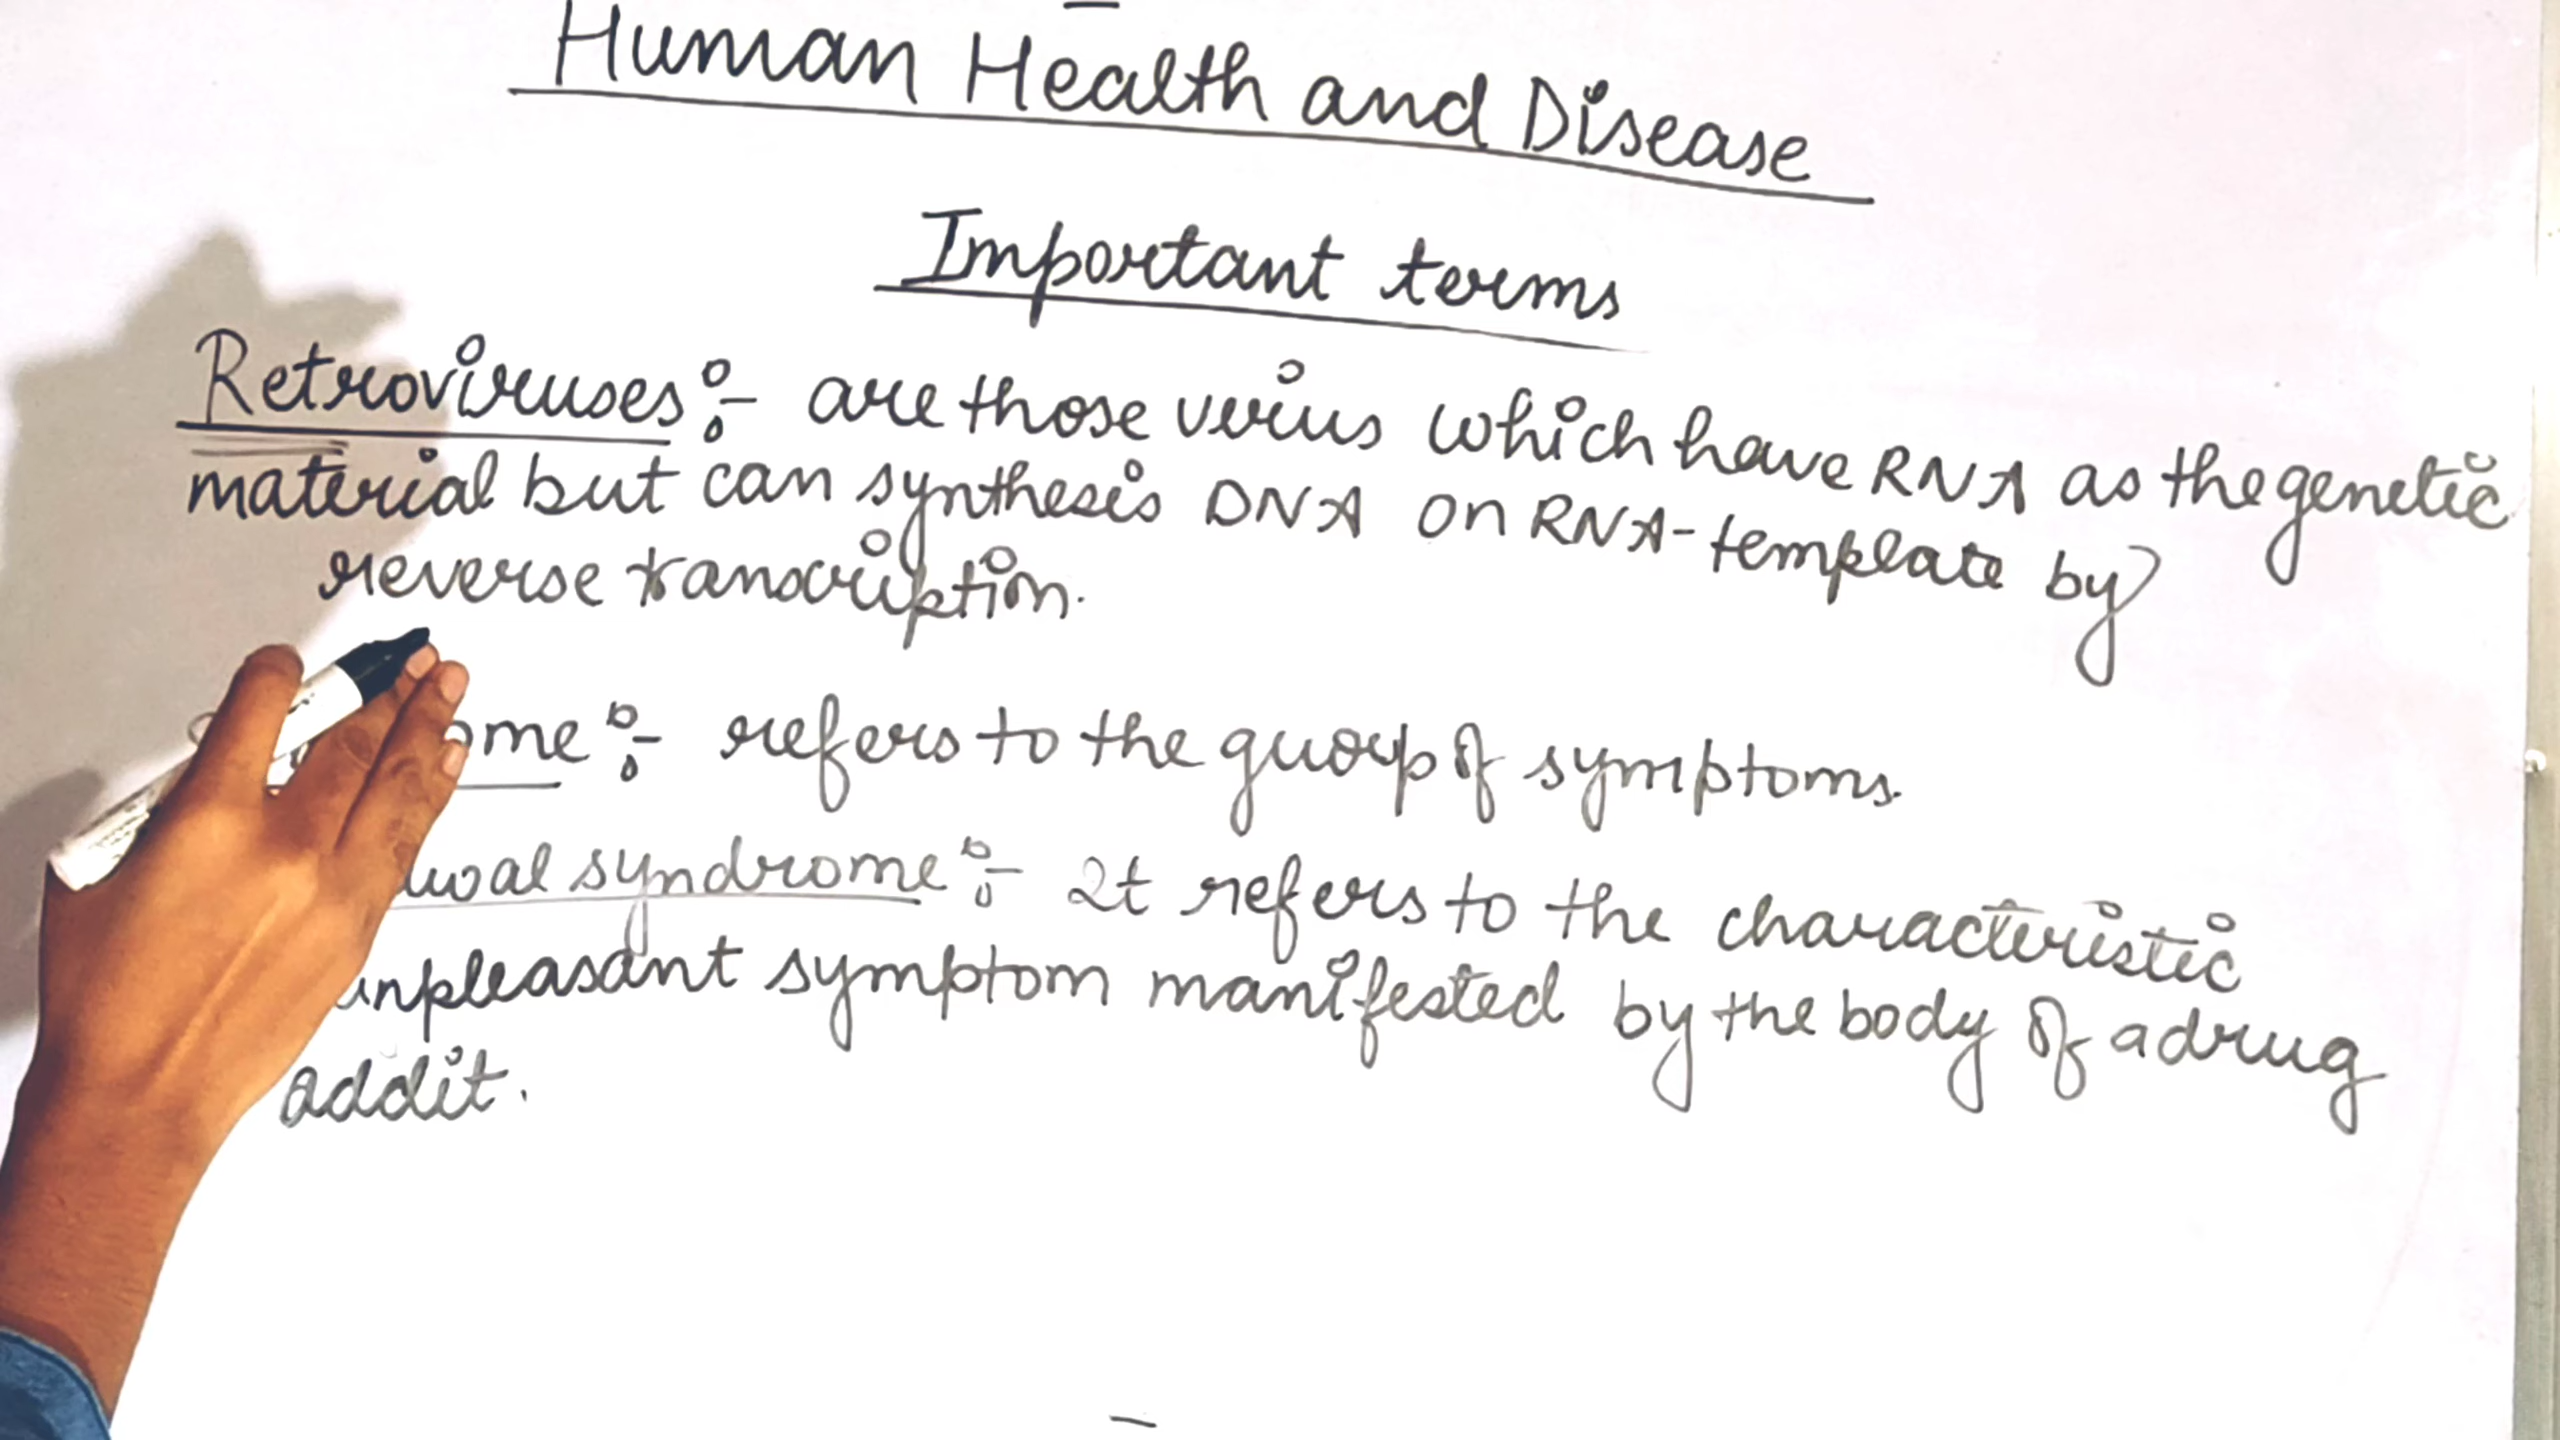 Human Health and Disease
Important terms
Retroviruses:- are those virus which have RNA as the genetic
material but can synthesis DNA on RNA-template by
reverse transcription.
ome:- refers to the group of symptoms.
wal syndrome:- It refers to the characteristic
unpleasant symptom manifested by the body of a drug
addit.